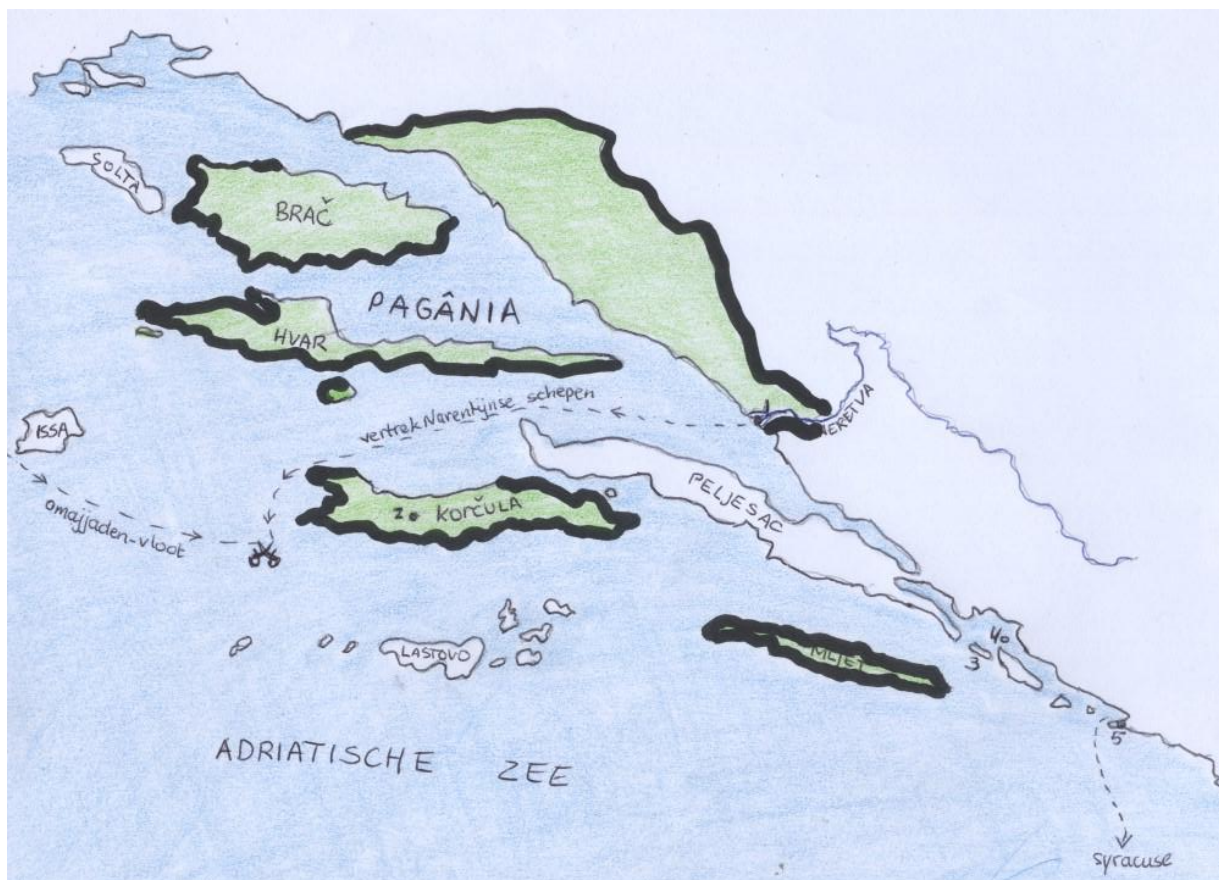 SOLTA
BRAČ
PAGÂNIA
HVAR
vertrek Narentijnse schepen
NERETVA
ISSA
PELJESAC
2 KORČULA
omajjaden-vloot
LASTOVO
MLJET
4
3
5
ADRIATISCHE ZEE
syracuse